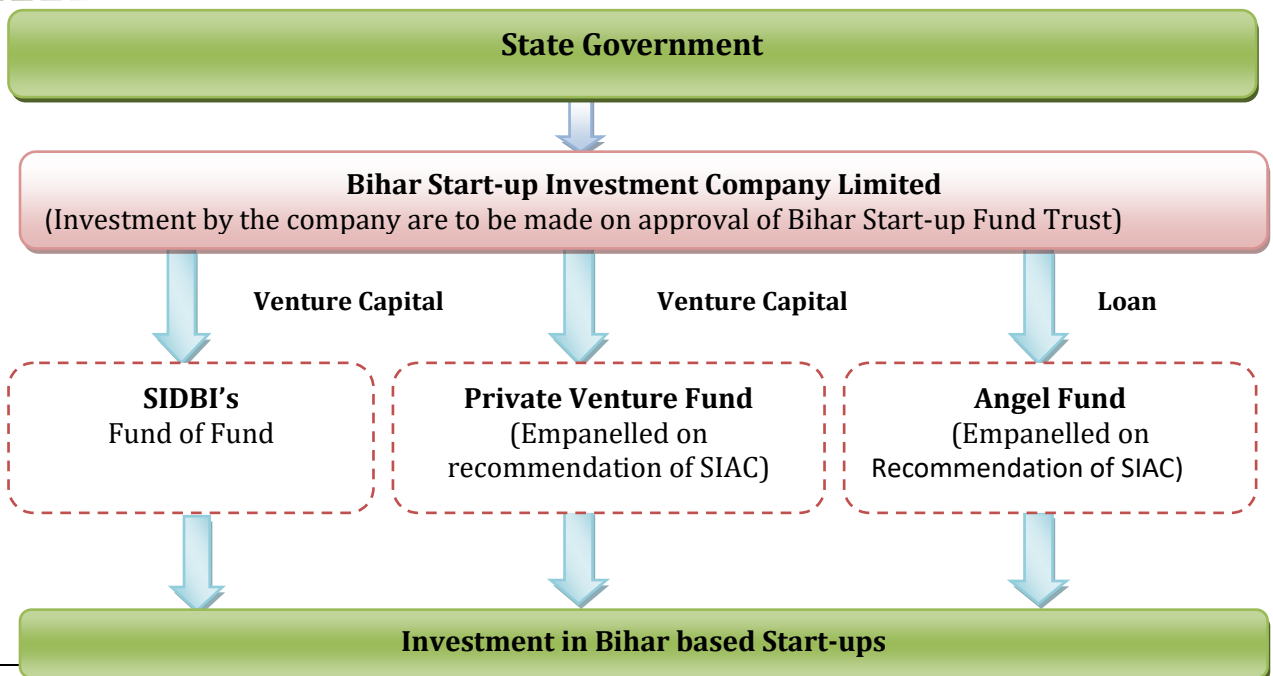 State Government
Bihar Start-up Investment Company Limited
(Investment by the company are to be made on approval of Bihar Start-up Fund Trust)
Venture Capital
Venture Capital
Loan
SIDBI’s
Fund of Fund
Private Venture Fund
(Empanelled on
recommendation of SIAC)
Angel Fund
(Empanelled on
Recommendation of SIAC)
Investment in Bihar based Start-ups